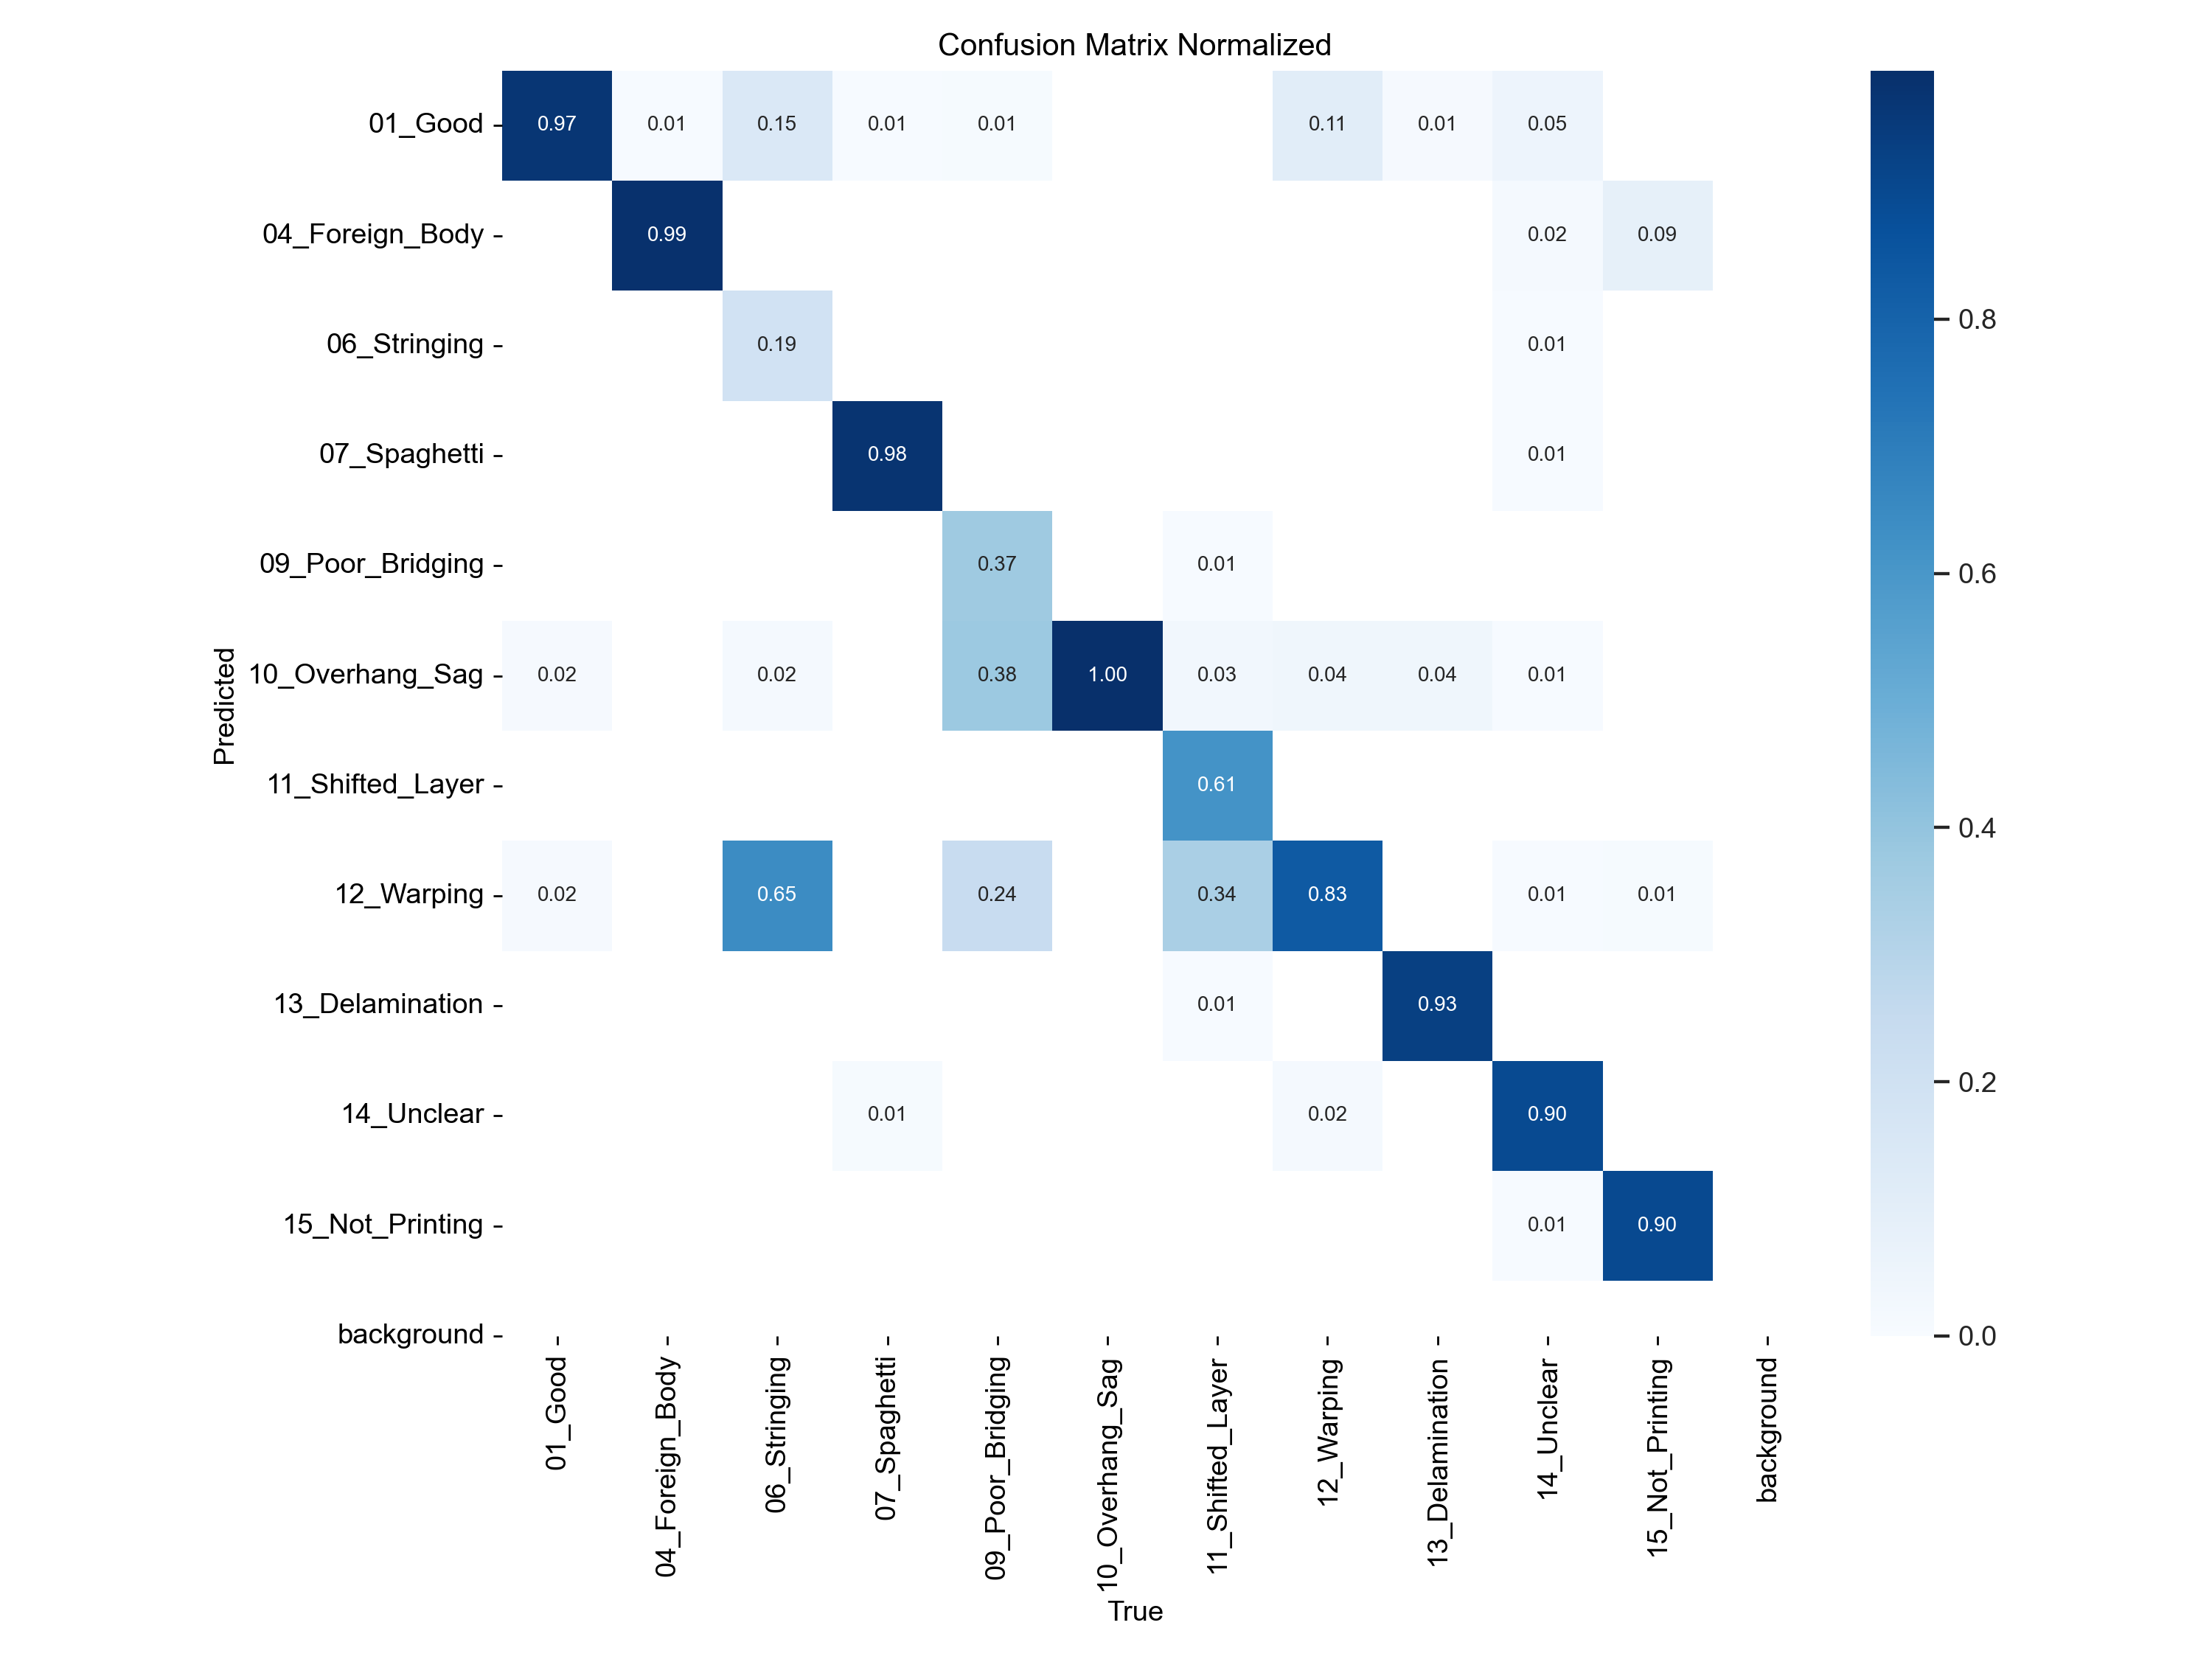 Confusion Matrix Normalized
01_Good 0.97 0.01 0.15 0.01 0.01 0.11 0.01 0.05
04_Foreign_Body 0.99 0.02 0.09
06_Stringing 0.19 0.01
0.8
07_Spaghetti 0.98 0.01
09_Poor_Bridging 0.37 0.01
0.6
Predicted
10_Overhang_Sag 0.02 0.02 0.38 1.00 0.03 0.04 0.04 0.01
11_Shifted_Layer 0.61
0.4
12_Warping 0.02 0.65 0.24 0.34 0.83 0.01 0.01
13_Delamination 0.01 0.93
0.2
14_Unclear 0.01 0.02 0.90
15_Not_Printing 0.01 0.90
background
0.0
01_Good
04_Foreign_Body
06_Stringing
07_Spaghetti
09_Poor_Bridging
10_Overhang_Sag
11_Shifted_Layer
12_Warping
13_Delamination
14_Unclear
15_Not_Printing
background
True